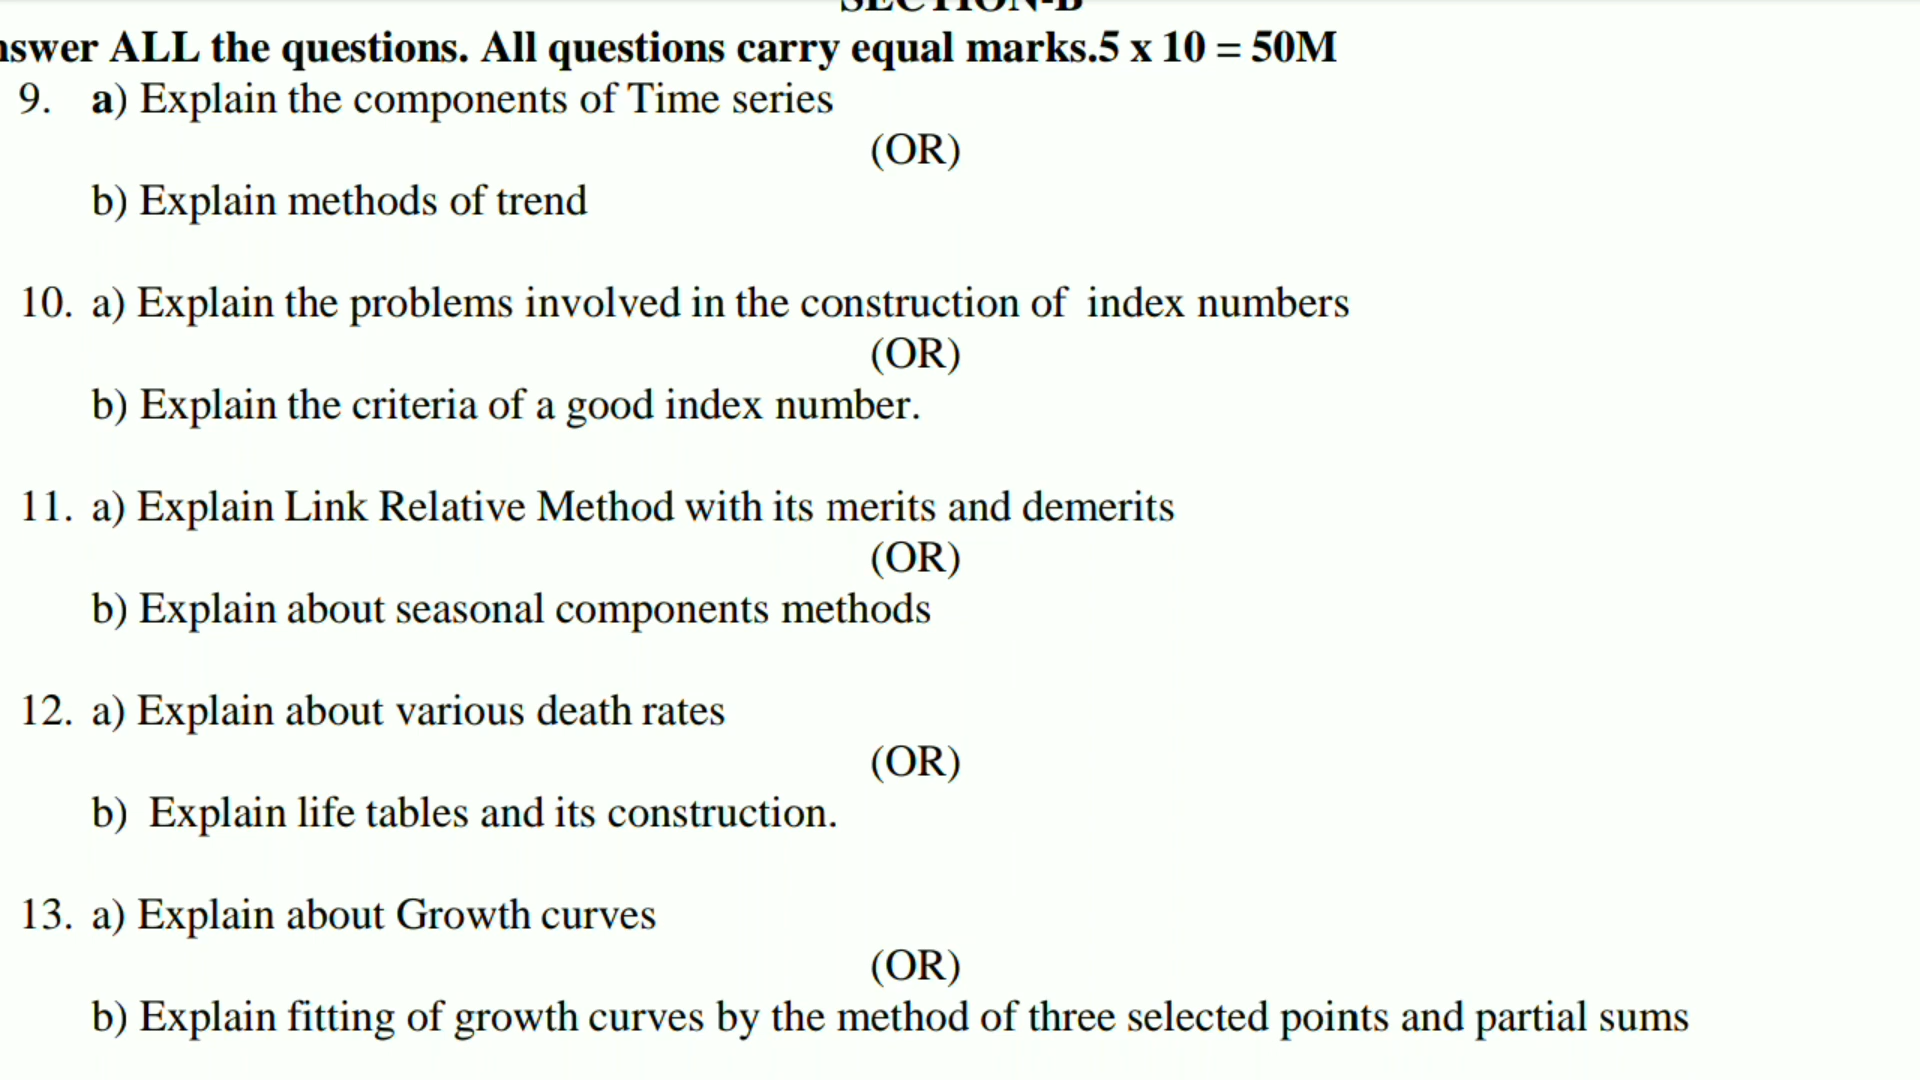 SECTION-B
nswer ALL the questions. All questions carry equal marks.5 x 10 = 50M
9. a) Explain the components of Time series
(OR)
b) Explain methods of trend
10. a) Explain the problems involved in the construction of index numbers
(OR)
b) Explain the criteria of a good index number.
11. a) Explain Link Relative Method with its merits and demerits
(OR)
b) Explain about seasonal components methods
12. a) Explain about various death rates
(OR)
b) Explain life tables and its construction.
13. a) Explain about Growth curves
(OR)
b) Explain fitting of growth curves by the method of three selected points and partial sums